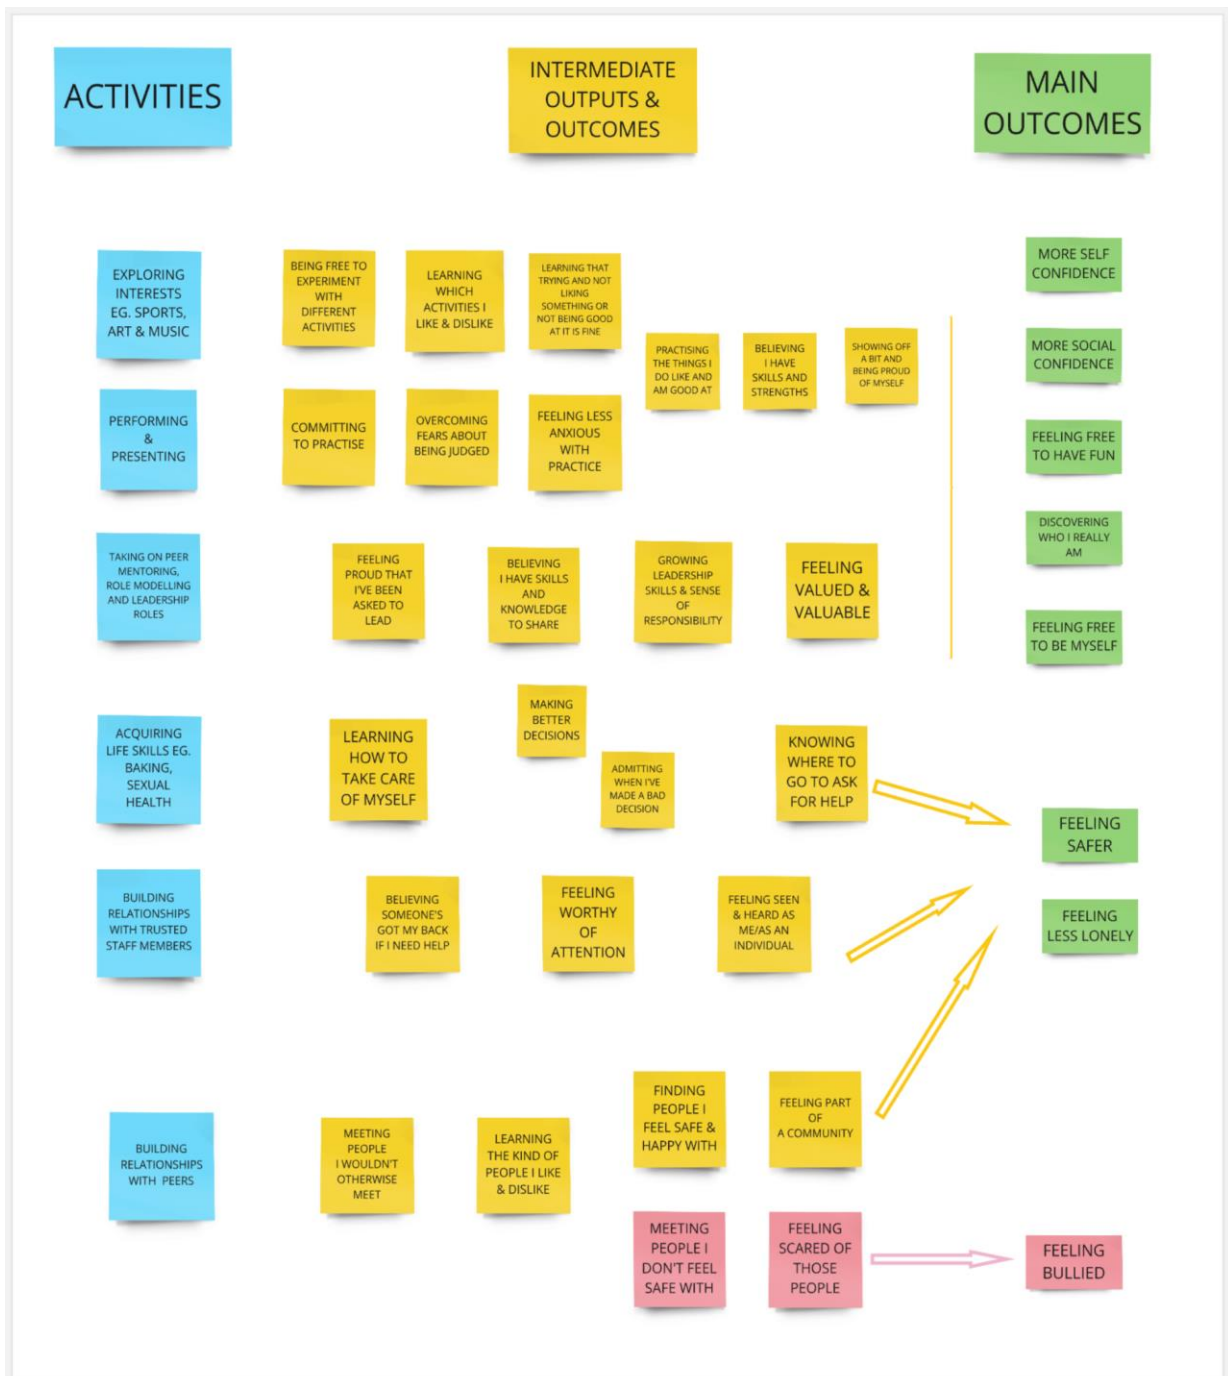 ACTIVITIES
INTERMEDIATE
OUTPUTS &
OUTCOMES
MAIN
OUTCOMES
EXPLORING
INTERESTS
EG. SPORTS,
ART & MUSIC
BEING FREE TO
EXPERIMENT
WITH
DIFFERENT
ACTIVITIES
LEARNING
WHICH
ACTIVITIES I
LIKE & DISLIKE
LEARNING THAT
TRYING AND NOT
LIKING
SOMETHING OR
NOT BEING GOOD
AT IT IS FINE
PRACTISING
THE THINGS I
DO LIKE AND
AM GOOD AT
BELIEVING
I HAVE
SKILLS AND
STRENGTHS
SHOWING OFF
A BIT AND
BEING PROUD
OF MYSELF
MORE SELF
CONFIDENCE
MORE SOCIAL
CONFIDENCE
PERFORMING
&
PRESENTING
COMMITTING
TO PRACTISE
OVERCOMING
FEARS ABOUT
BEING JUDGED
FEELING LESS
ANXIOUS
WITH
PRACTICE
FEELING FREE
TO HAVE FUN
DISCOVERING
WHO I REALLY
AM
TAKING ON PEER
MENTORING,
ROLE MODELLING
AND LEADERSHIP
ROLES
FEELING
PROUD THAT
I'VE BEEN
ASKED TO
LEAD
BELIEVING
I HAVE SKILLS
AND
KNOWLEDGE
TO SHARE
GROWING
LEADERSHIP
SKILLS & SENSE
OF
RESPONSIBILITY
FEELING
VALUED &
VALUABLE
FEELING FREE
TO BE MYSELF
ACQUIRING
LIFE SKILLS EG.
BAKING,
SEXUAL
HEALTH
LEARNING
HOW TO
TAKE CARE
OF MYSELF
MAKING
BETTER
DECISIONS
ADMITTING
WHEN I'VE
MADE A BAD
DECISION
KNOWING
WHERE TO
GO TO ASK
FOR HELP
FEELING
SAFER
BUILDING
RELATIONSHIPS
WITH TRUSTED
STAFF MEMBERS
BELIEVING
SOMEONE'S
GOT MY BACK
IF I NEED HELP
FEELING
WORTHY
OF
ATTENTION
FEELING SEEN
& HEARD AS
ME/AS AN
INDIVIDUAL
FEELING
LESS LONELY
BUILDING
RELATIONSHIPS
WITH PEERS
MEETING
PEOPLE
I WOULDN'T
OTHERWISE
MEET
LEARNING
THE KIND OF
PEOPLE I LIKE
& DISLIKE
FINDING
PEOPLE I
FEEL SAFE &
HAPPY WITH
FEELING PART
OF
A COMMUNITY
MEETING
PEOPLE I
DON'T FEEL
SAFE WITH
FEELING
SCARED OF
THOSE
PEOPLE
FEELING
BULLIED